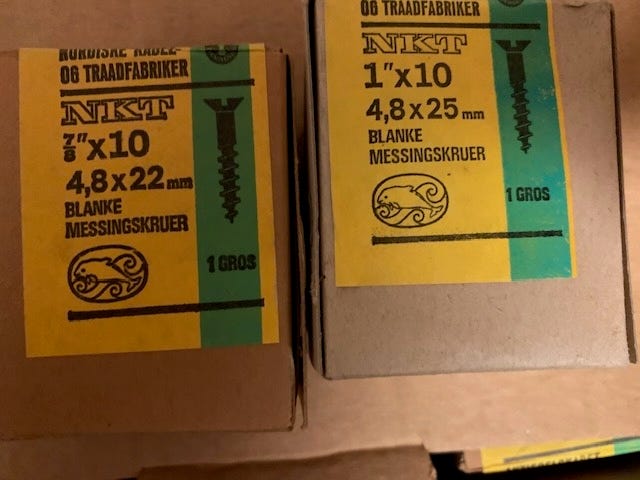 NORDISKE KABEL-
OG TRAADFABRIKER
NKT
7/8"x10
4,8x22mm
BLANKE
MESSINGSKRUER
1 GROS
OG TRAADFABRIKER
NKT
1"x10
4,8x25mm
BLANKE
MESSINGSKRUER
1 GROS